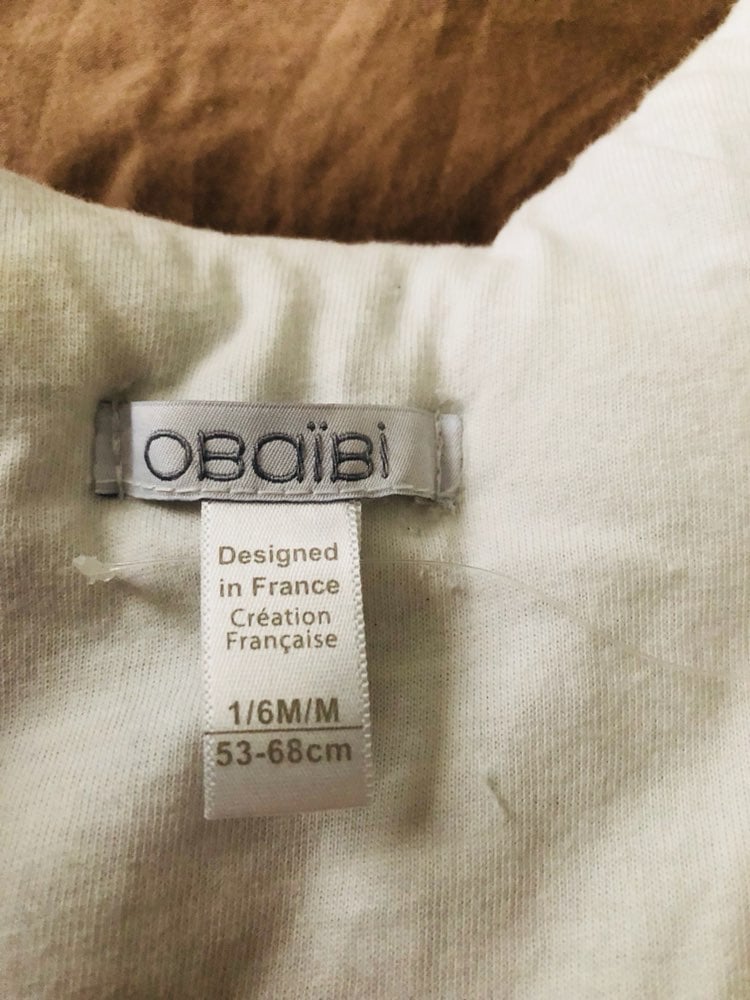 OBAïBi
Designed
in France
Création
Française
1/6M/M
53-68cm